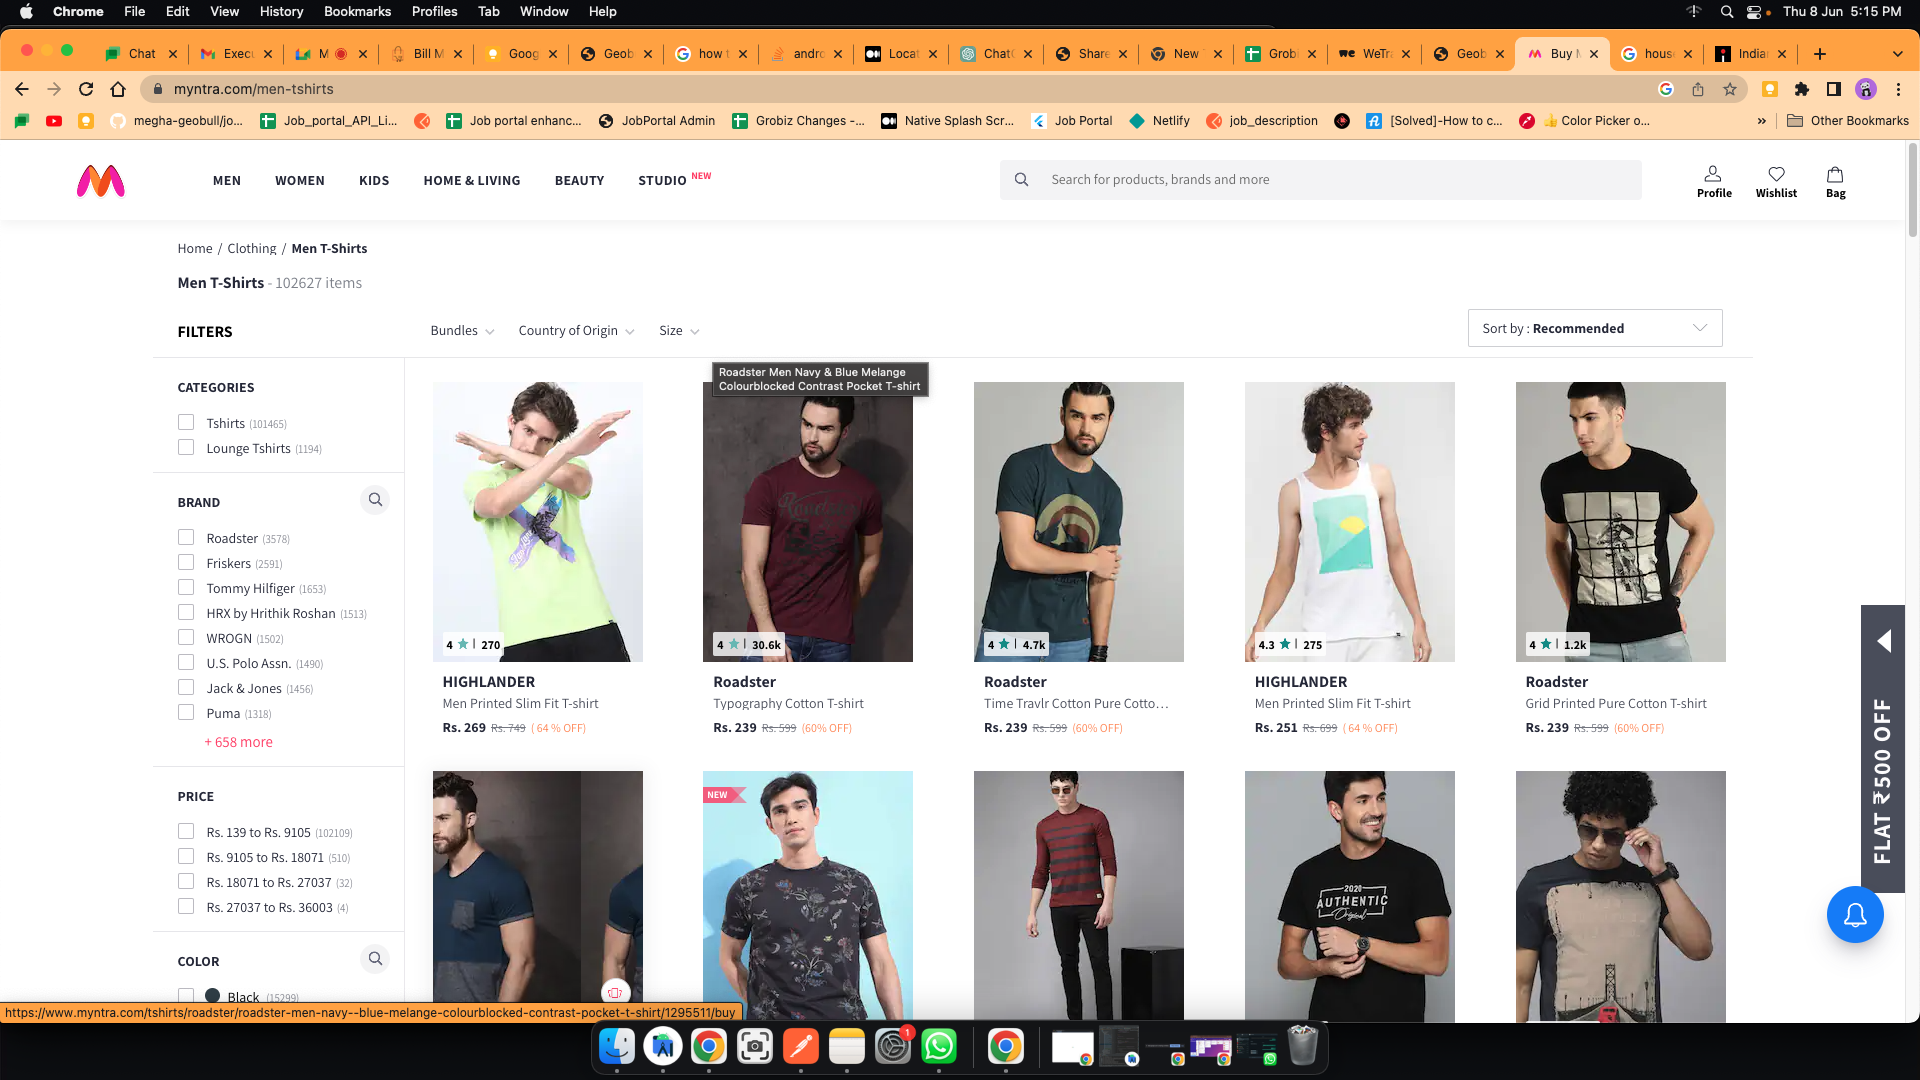 Chrome File Edit View History Bookmarks Profiles Tab Window Help Thu 8 Jun 5:15 PM
Chat Execu M Bill M Goog Geob how t andro Locat ChatG Share New Grobi WeTra Geob Buy M hous Indian
myntra.com/men-tshirts
megha-geobull/jo... Job_portal_API_Li... Job portal enhanc... JobPortal Admin Grobiz Changes -... Native Splash Scr... Job Portal Netlify job_description [Solved]-How to c... 👍 Color Picker o... » Other Bookmarks
MEN WOMEN KIDS HOME & LIVING BEAUTY STUDIO NEW Search for products, brands and more Profile Wishlist Bag
Home / Clothing / Men T-Shirts
Men T-Shirts - 102627 items
FILTERS Bundles Country of Origin Size Sort by : Recommended
Roadster Men Navy & Blue Melange
Colourblocked Contrast Pocket T-shirt
CATEGORIES
Tshirts (101465)
Lounge Tshirts (1194)
BRAND
Roadster (3578)
Friskers (2591)
Tommy Hilfiger (1653)
HRX by Hrithik Roshan (1513)
WROGN (1502)
U.S. Polo Assn. (1490)
Jack & Jones (1456)
Puma (1318)
+ 658 more
PRICE
Rs. 139 to Rs. 9105 (102109)
Rs. 9105 to Rs. 18071 (510)
Rs. 18071 to Rs. 27037 (32)
Rs. 27037 to Rs. 36003 (4)
COLOR
Black (15299)
4 ★ | 270
HIGHLANDER
Men Printed Slim Fit T-shirt
Rs. 269 Rs. 749 ( 64 % OFF)
Roadster
4 ★ | 30.6k
Roadster
Typography Cotton T-shirt
Rs. 239 Rs. 599 (60% OFF)
4 ★ | 4.7k
Roadster
Time Travlr Cotton Pure Cotto...
Rs. 239 Rs. 599 (60% OFF)
4.3 ★ | 275
HIGHLANDER
Men Printed Slim Fit T-shirt
Rs. 251 Rs. 699 ( 64 % OFF)
4 ★ | 1.2k
Roadster
Grid Printed Pure Cotton T-shirt
Rs. 239 Rs. 599 (60% OFF)
NEW
2020
AUTHENTIC
Original
FLAT ₹500 OFF
https://www.myntra.com/tshirts/roadster/roadster-men-navy--blue-melange-colourblocked-contrast-pocket-t-shirt/1295511/buy
1